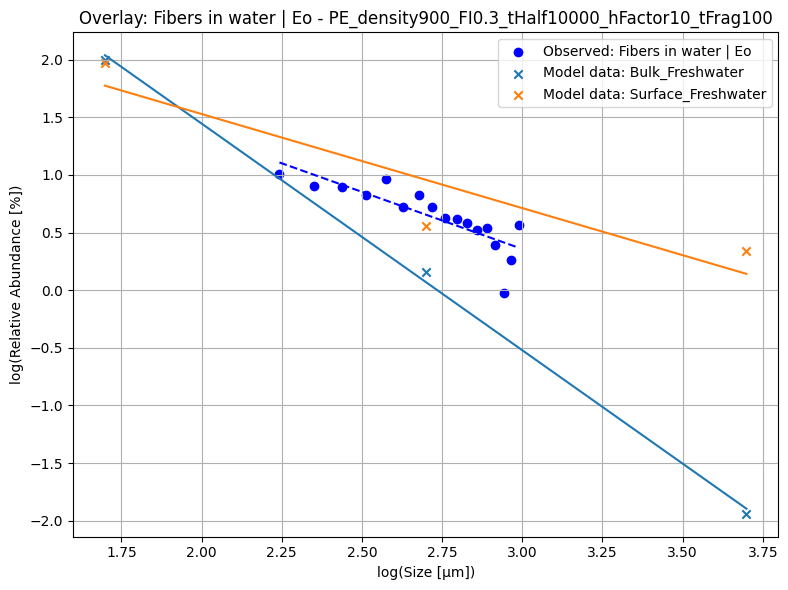 Overlay: Fibers in water | Eo - PE_density900_FI0.3_tHalf10000_hFactor10_tFrag100
Observed: Fibers in water | Eo
Model data: Bulk_Freshwater
Model data: Surface_Freshwater
log(Relative Abundance [%])
2.0
1.5
1.0
0.5
0.0
−0.5
−1.0
−1.5
−2.0
1.75 2.00 2.25 2.50 2.75 3.00 3.25 3.50 3.75
log(Size [μm])